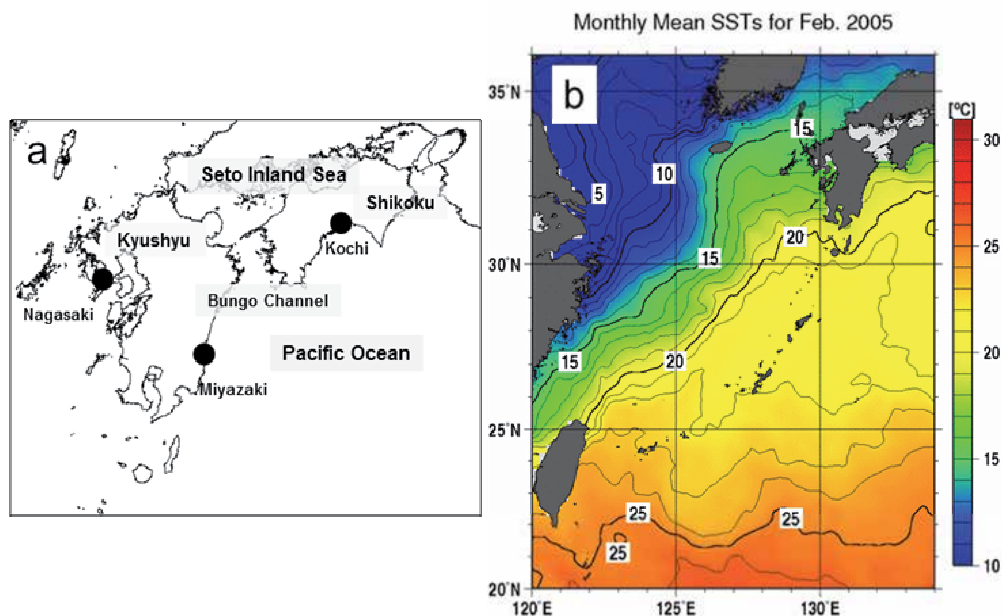 a
Seto Inland Sea
Shikoku
Kyushyu
Kochi
Nagasaki
Bungo Channel
Pacific Ocean
Miyazaki
Monthly Mean SSTs for Feb. 2005
b
[°C]
35°N
30°N
25°N
20°N
120°E
125°E
130°E
5
10
15
15
15
20
20
25
25
25
30
25
20
15
10